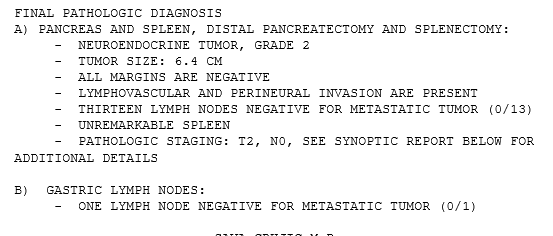 FINAL PATHOLOGIC DIAGNOSIS
A) PANCREAS AND SPLEEN, DISTAL PANCREATECTOMY AND SPLENECTOMY:
- NEUROENDOCRINE TUMOR, GRADE 2
- TUMOR SIZE: 6.4 CM
- ALL MARGINS ARE NEGATIVE
- LYMPHOVASCULAR AND PERINEURAL INVASION ARE PRESENT
- THIRTEEN LYMPH NODES NEGATIVE FOR METASTATIC TUMOR (0/13)
- UNREMARKABLE SPLEEN
- PATHOLOGIC STAGING: T2, N0, SEE SYNOPTIC REPORT BELOW FOR
ADDITIONAL DETAILS
B) GASTRIC LYMPH NODES:
- ONE LYMPH NODE NEGATIVE FOR METASTATIC TUMOR (0/1)